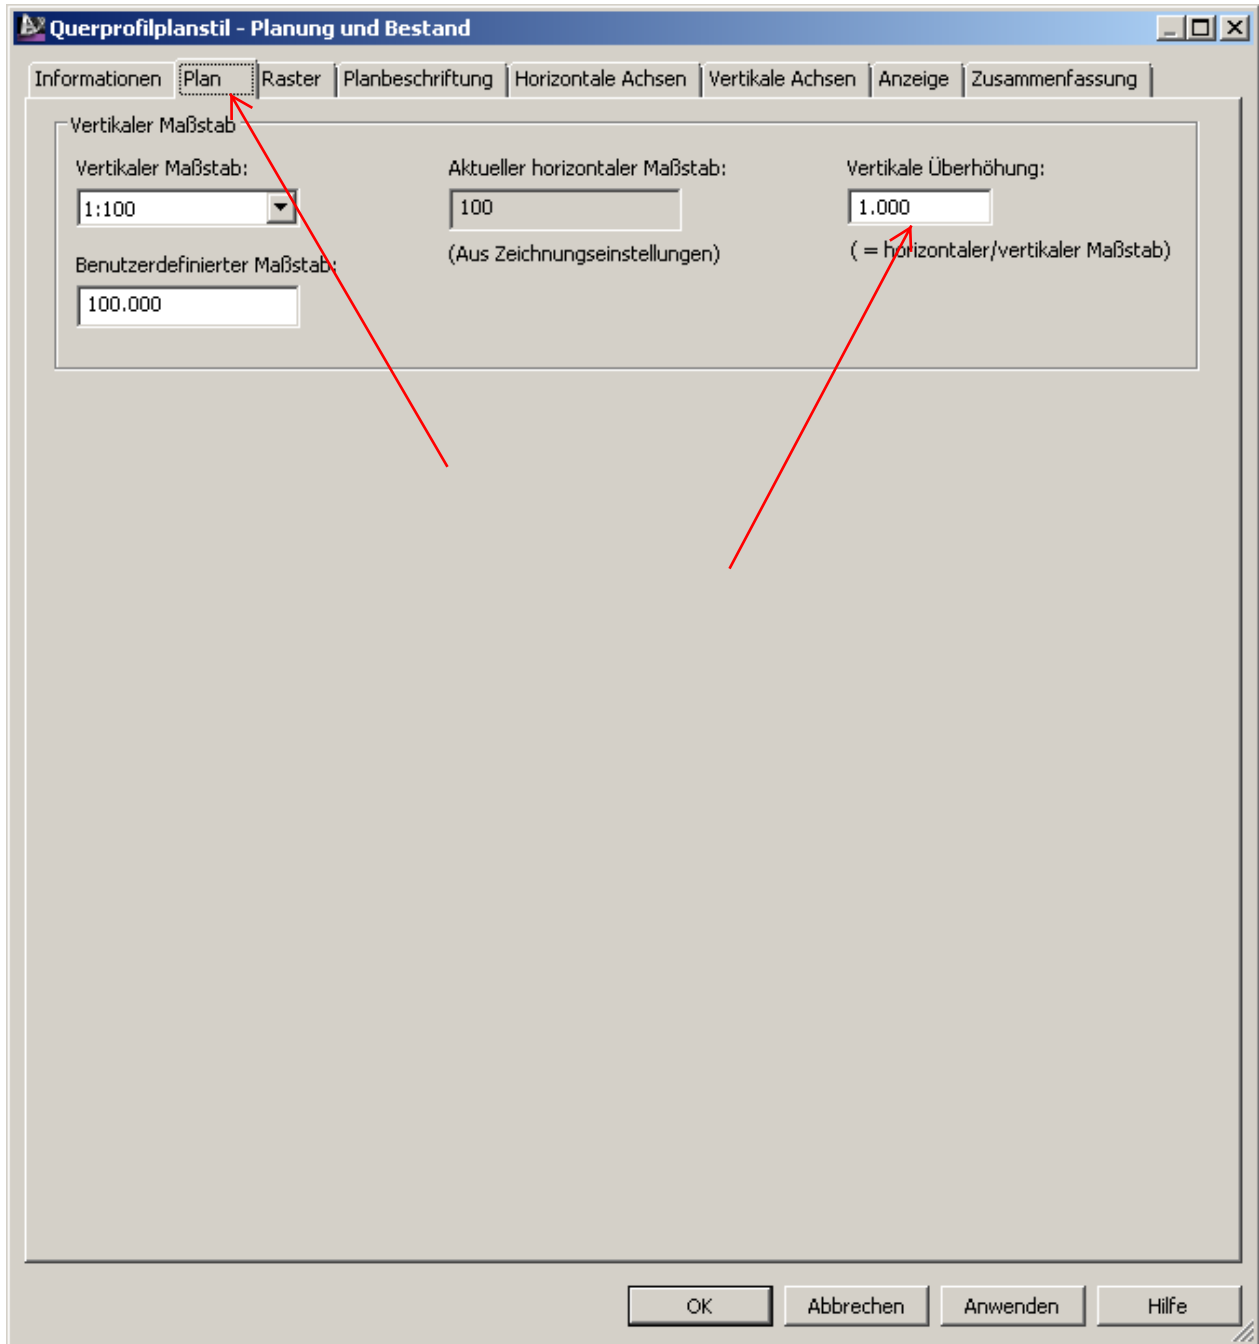 Querprofilplanstil - Planung und Bestand
Informationen Plan Raster Planbeschriftung Horizontale Achsen Vertikale Achsen Anzeige Zusammenfassung
Vertikaler Maßstab
Vertikaler Maßstab: Aktueller horizontaler Maßstab: Vertikale Überhöhung:
1:100 100 1.000
(Aus Zeichnungseinstellungen) ( = horizontaler/vertikaler Maßstab)
Benutzerdefinierter Maßstab:
100.000
OK Abbrechen Anwenden Hilfe